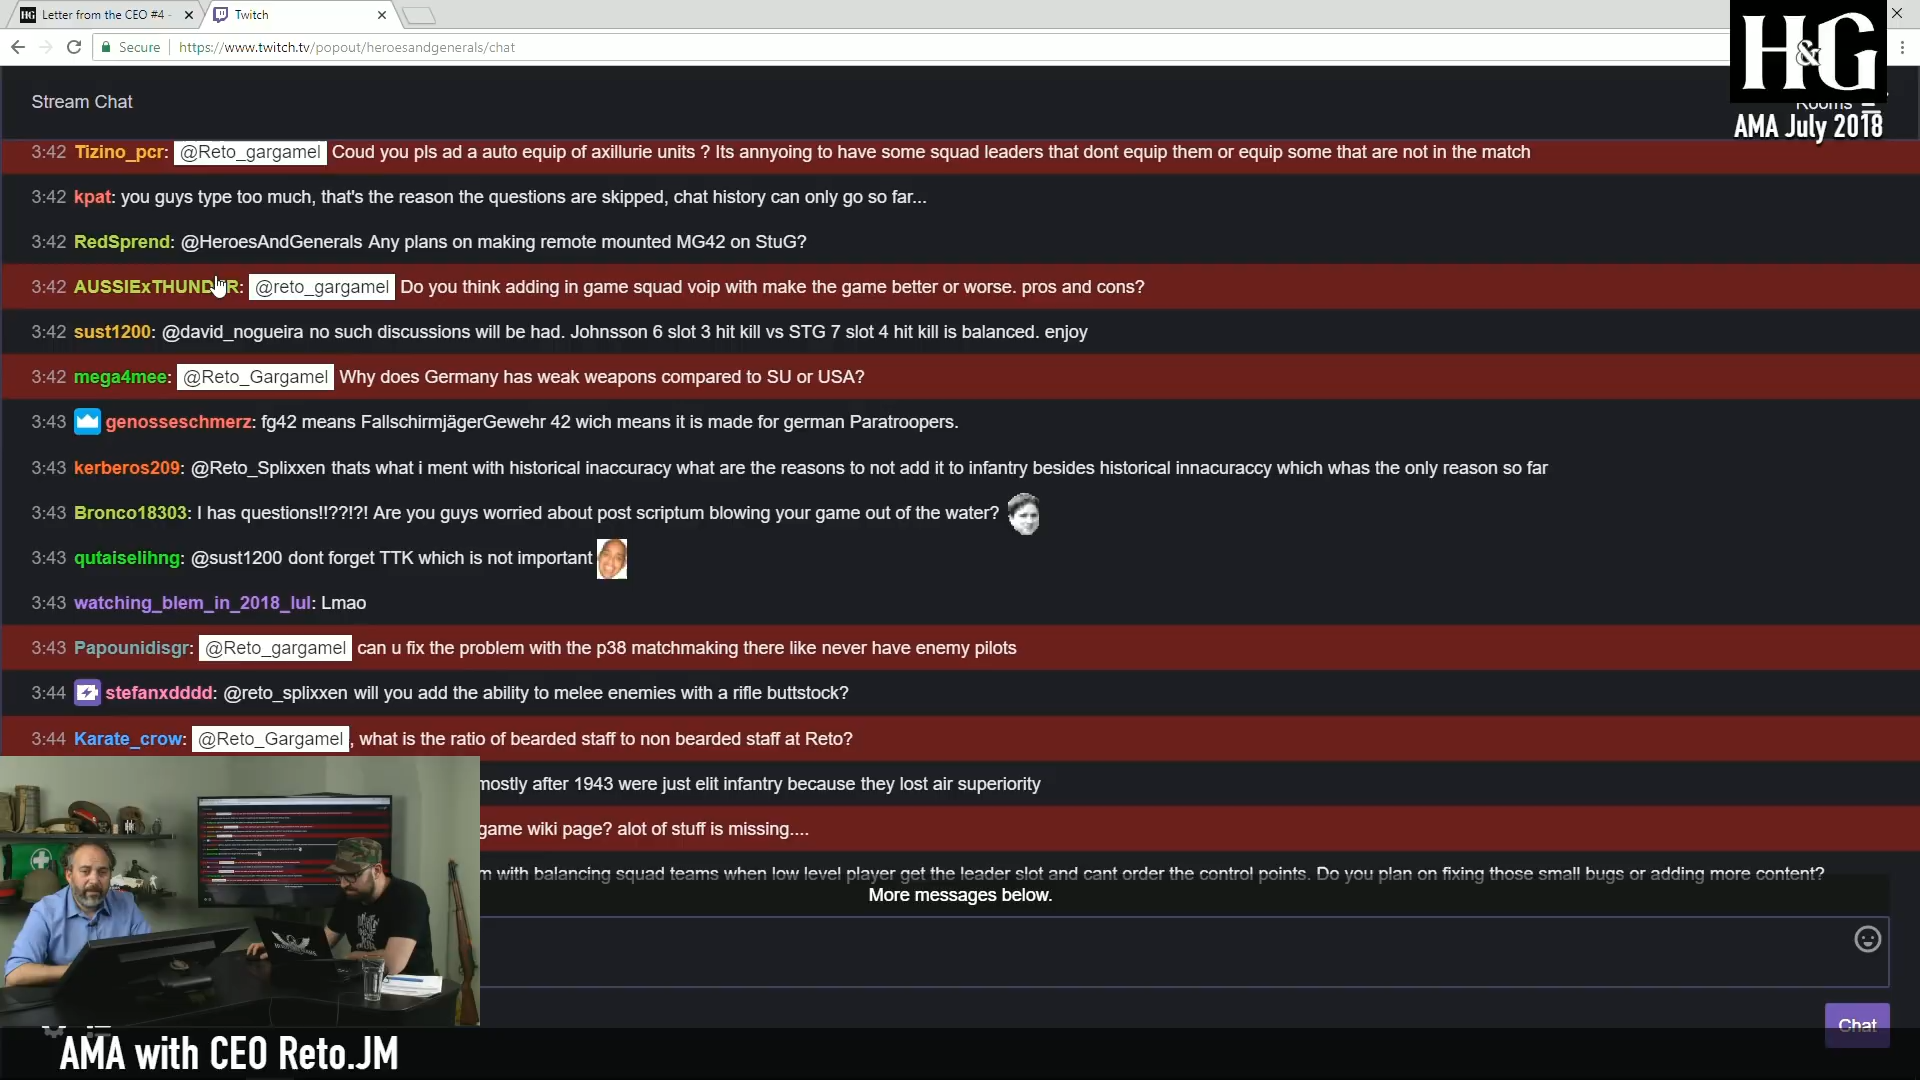 Letter from the CEO #4 -
Twitch
Secure
https://www.twitch.tv/popout/heroesandgenerals/chat
H&G
AMA July 2018
Stream Chat
Rooms
3:42 Tizino_pcr: @Reto_gargamel Coud you pls ad a auto equip of axillurie units ? Its annyoing to have some squad leaders that dont equip them or equip some that are not in the match
3:42 kpat: you guys type too much, that's the reason the questions are skipped, chat history can only go so far...
3:42 RedSprend: @HeroesAndGenerals Any plans on making remote mounted MG42 on StuG?
3:42 AUSSIExTHUNDER: @reto_gargamel Do you think adding in game squad voip with make the game better or worse. pros and cons?
3:42 sust1200: @david_nogueira no such discussions will be had. Johnsson 6 slot 3 hit kill vs STG 7 slot 4 hit kill is balanced. enjoy
3:42 mega4mee: @Reto_Gargamel Why does Germany has weak weapons compared to SU or USA?
3:43 genosseschmerz: fg42 means FallschirmjägerGewehr 42 wich means it is made for german Paratroopers.
3:43 kerberos209: @Reto_Splixxen thats what i ment with historical inaccuracy what are the reasons to not add it to infantry besides historical innacuraccy which whas the only reason so far
3:43 Bronco18303: I has questions!!??!?! Are you guys worried about post scriptum blowing your game out of the water?
3:43 qutaiselihng: @sust1200 dont forget TTK which is not important
3:43 watching_blem_in_2018_lul: Lmao
3:43 Papounidisgr: @Reto_gargamel can u fix the problem with the p38 matchmaking there like never have enemy pilots
3:44 stefanxdddd: @reto_splixxen will you add the ability to melee enemies with a rifle buttstock?
3:44 Karate_crow: @Reto_Gargamel , what is the ratio of bearded staff to non bearded staff at Reto?
mostly after 1943 were just elit infantry because they lost air superiority
game wiki page? alot of stuff is missing....
m with balancing squad teams when low level player get the leader slot and cant order the control points. Do you plan on fixing those small bugs or adding more content?
More messages below.
Chat
AMA with CEO Reto.JM